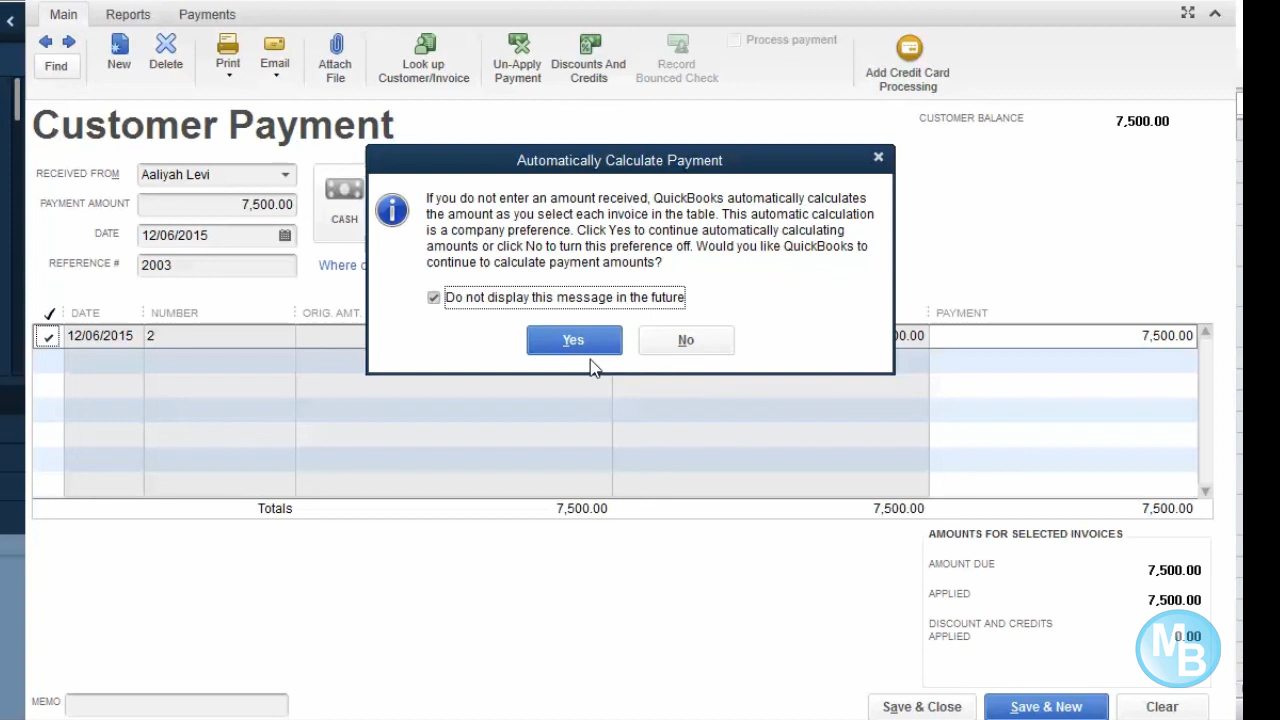 Main Reports Payments
Find
New
Delete
Print
Email
Attach
File
Look up
Customer/Invoice
Un-Apply
Payment
Discounts And
Credits
Record
Bounced Check
Process payment
Add Credit Card
Processing
Customer Payment
CUSTOMER BALANCE 7,500.00
RECEIVED FROM Aaliyah Levi
PAYMENT AMOUNT 7,500.00
DATE 12/06/2015
REFERENCE # 2003
CASH
Where
Automatically Calculate Payment
If you do not enter an amount received, QuickBooks automatically calculates
the amount as you select each invoice in the table. This automatic calculation
is a company preference. Click Yes to continue automatically calculating
amounts or click No to turn this preference off. Would you like QuickBooks to
continue to calculate payment amounts?
Do not display this message in the future
Yes No
DATE NUMBER ORIG. AMT. PAYMENT
12/06/2015 2 00.00 7,500.00
Totals 7,500.00 7,500.00 7,500.00
AMOUNTS FOR SELECTED INVOICES
AMOUNT DUE 7,500.00
APPLIED 7,500.00
DISCOUNT AND CREDITS
APPLIED 0.00
MB
MEMO
Save & Close Save & New Clear